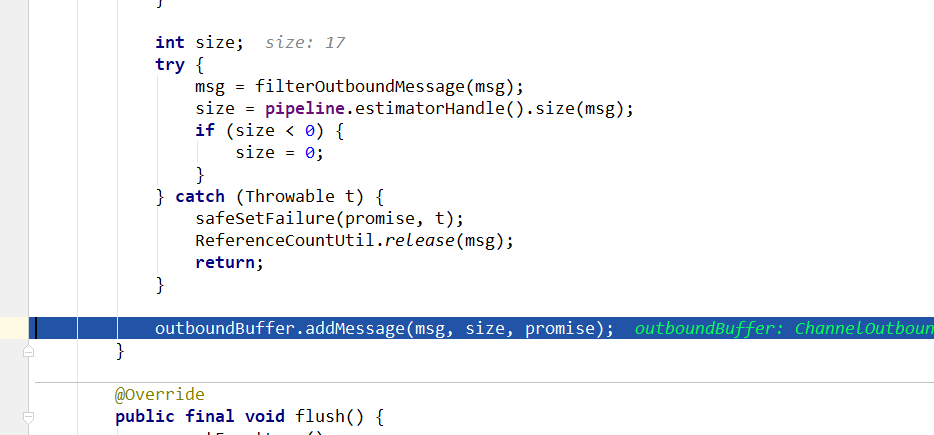 }
int size;  size: 17
try {
msg = filterOutboundMessage(msg);
size = pipeline.estimatorHandle().size(msg);
if (size < 0) {
size = 0;
}
} catch (Throwable t) {
safeSetFailure(promise, t);
ReferenceCountUtil.release(msg);
return;
}
outboundBuffer.addMessage(msg, size, promise);  outboundBuffer: ChannelOutboun
}
@Override
public final void flush() {